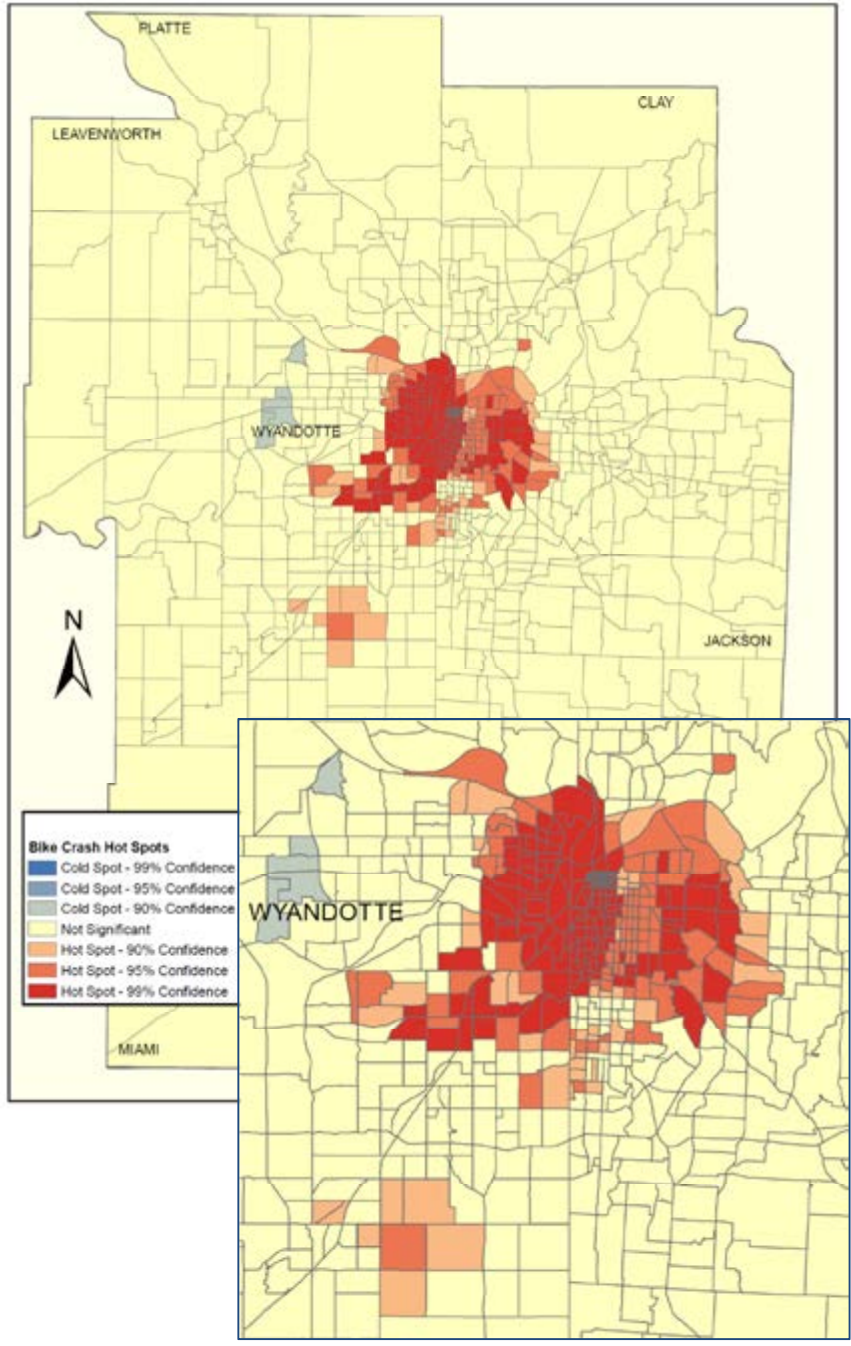 PLATTE
CLAY
LEAVENWORTH
WYANDOTTE
N
JACKSON
Bike Crash Hot Spots
Cold Spot - 99% Confidence
Cold Spot - 95% Confidence
Cold Spot - 90% Confidence
Not Significant
Hot Spot - 90% Confidence
Hot Spot - 95% Confidence
Hot Spot - 99% Confidence
MIAMI
WYANDOTTE